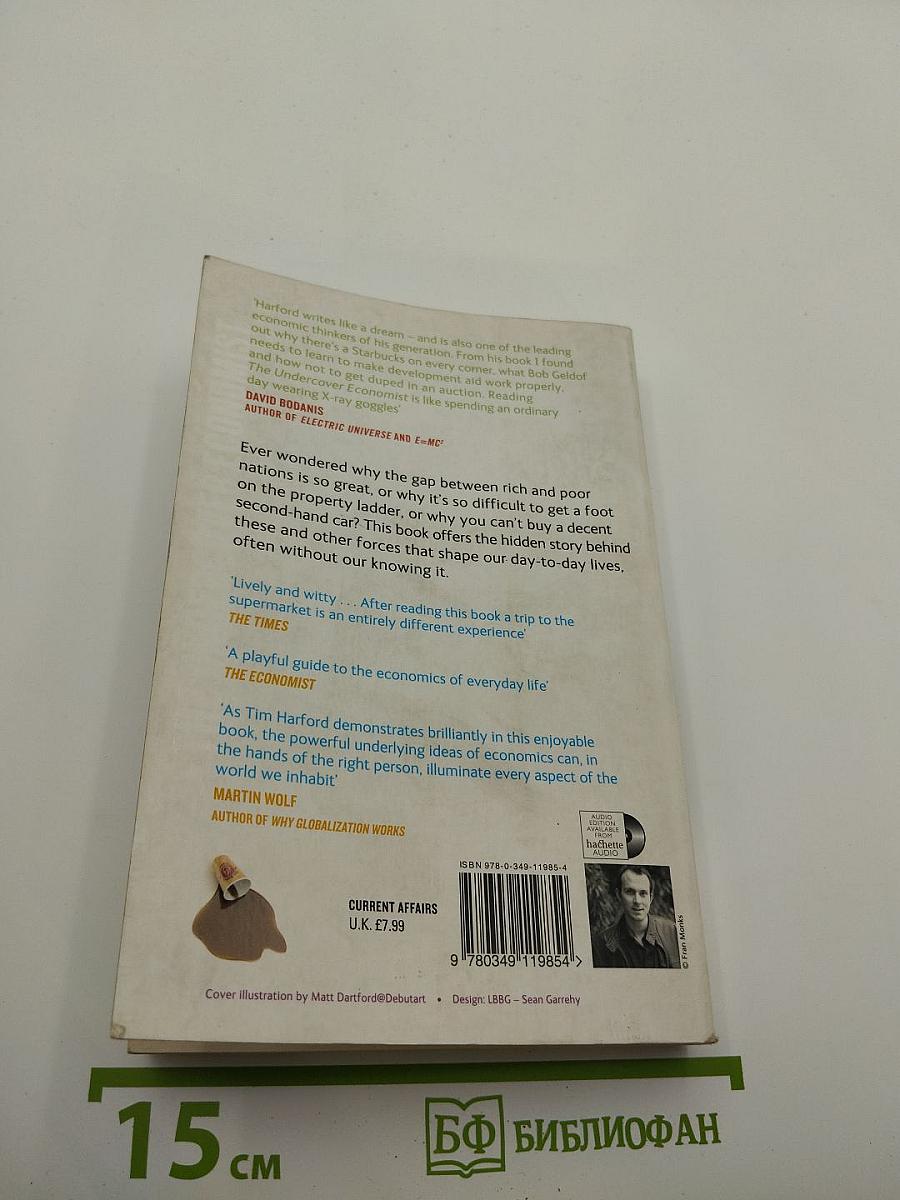 'Harford writes like a dream – and is also one of the leading
economic thinkers of his generation. From his book I found
out why there's a Starbucks on every corner, what Bob Geldof
needs to learn to make development aid work properly,
and how not to get duped in an auction. Reading
The Undercover Economist is like spending an ordinary
day wearing X-ray goggles'
DAVID BODANIS
AUTHOR OF ELECTRIC UNIVERSE AND E=MC²
Ever wondered why the gap between rich and poor
nations is so great, or why it's so difficult to get a foot
on the property ladder, or why you can't buy a decent
second-hand car? This book offers the hidden story behind
these and other forces that shape our day-to-day lives,
often without our knowing it.
'Lively and witty . . . After reading this book a trip to the
supermarket is an entirely different experience'
THE TIMES
'A playful guide to the economics of everyday life'
THE ECONOMIST
'As Tim Harford demonstrates brilliantly in this enjoyable
book, the powerful underlying ideas of economics can, in
the hands of the right person, illuminate every aspect of the
world we inhabit'
MARTIN WOLF
AUTHOR OF WHY GLOBALIZATION WORKS
AUDIO
EDITION
AVAILABLE
FROM
hachette
AUDIO
ISBN 978-0-349-11985-4
CURRENT AFFAIRS
U.K. £7.99
9 780349 119854 >
© Fran Monks
Cover illustration by Matt Dartford@Debutart • Design: LBBG – Sean Garrehy
15 СМ
БФ БИБЛИОФАН